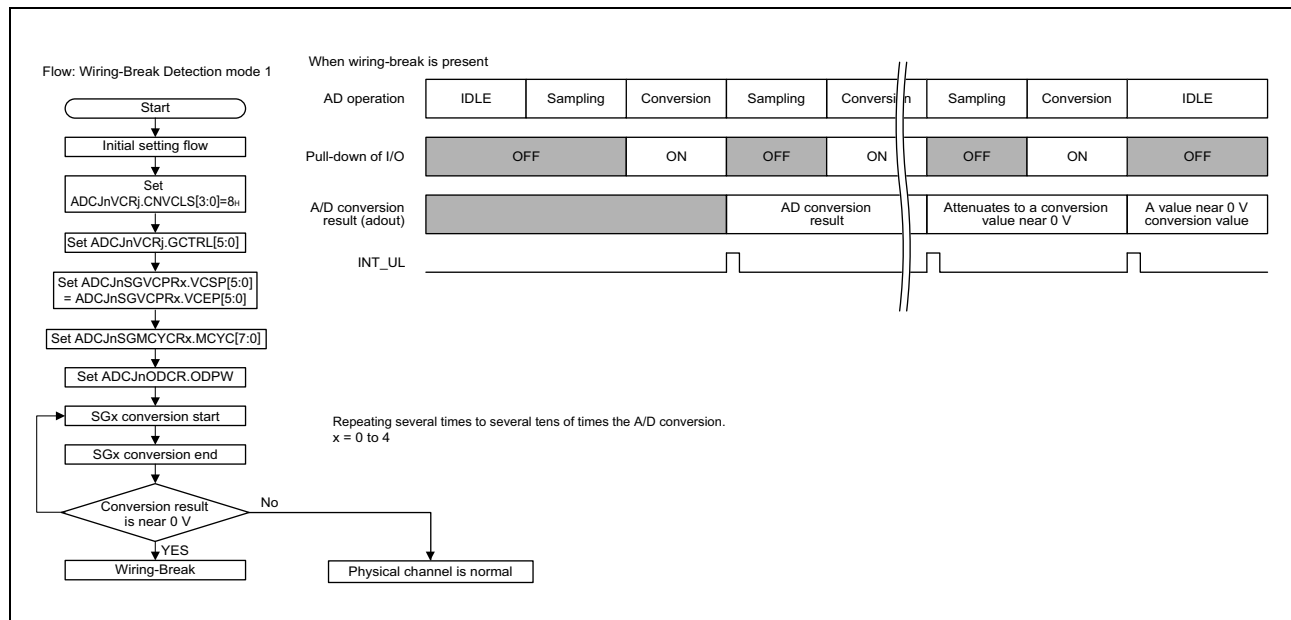 Flow: Wiring-Break Detection mode 1
Start
Initial setting flow
Set
ADCJnVCRj.CNVCLS[3:0]=8H
Set ADCJnVCRj.GCTRL[5:0]
Set ADCJnSGVCPRx.VCSP[5:0]
= ADCJnSGVCPRx.VCEP[5:0]
Set ADCJnSGMCYCRx.MCYC[7:0]
Set ADCJnODCR.ODPW
SGx conversion start
SGx conversion end
Conversion result
is near 0 V
No
YES
Wiring-Break
Physical channel is normal
When wiring-break is present
AD operation
IDLE
Sampling
Conversion
Sampling
Conversion
Sampling
Conversion
IDLE
Pull-down of I/O
OFF
ON
OFF
ON
OFF
ON
OFF
A/D conversion
result (adout)
AD conversion
result
Attenuates to a conversion
value near 0 V
A value near 0 V
conversion value
INT_UL
Repeating several times to several tens of times the A/D conversion.
x = 0 to 4